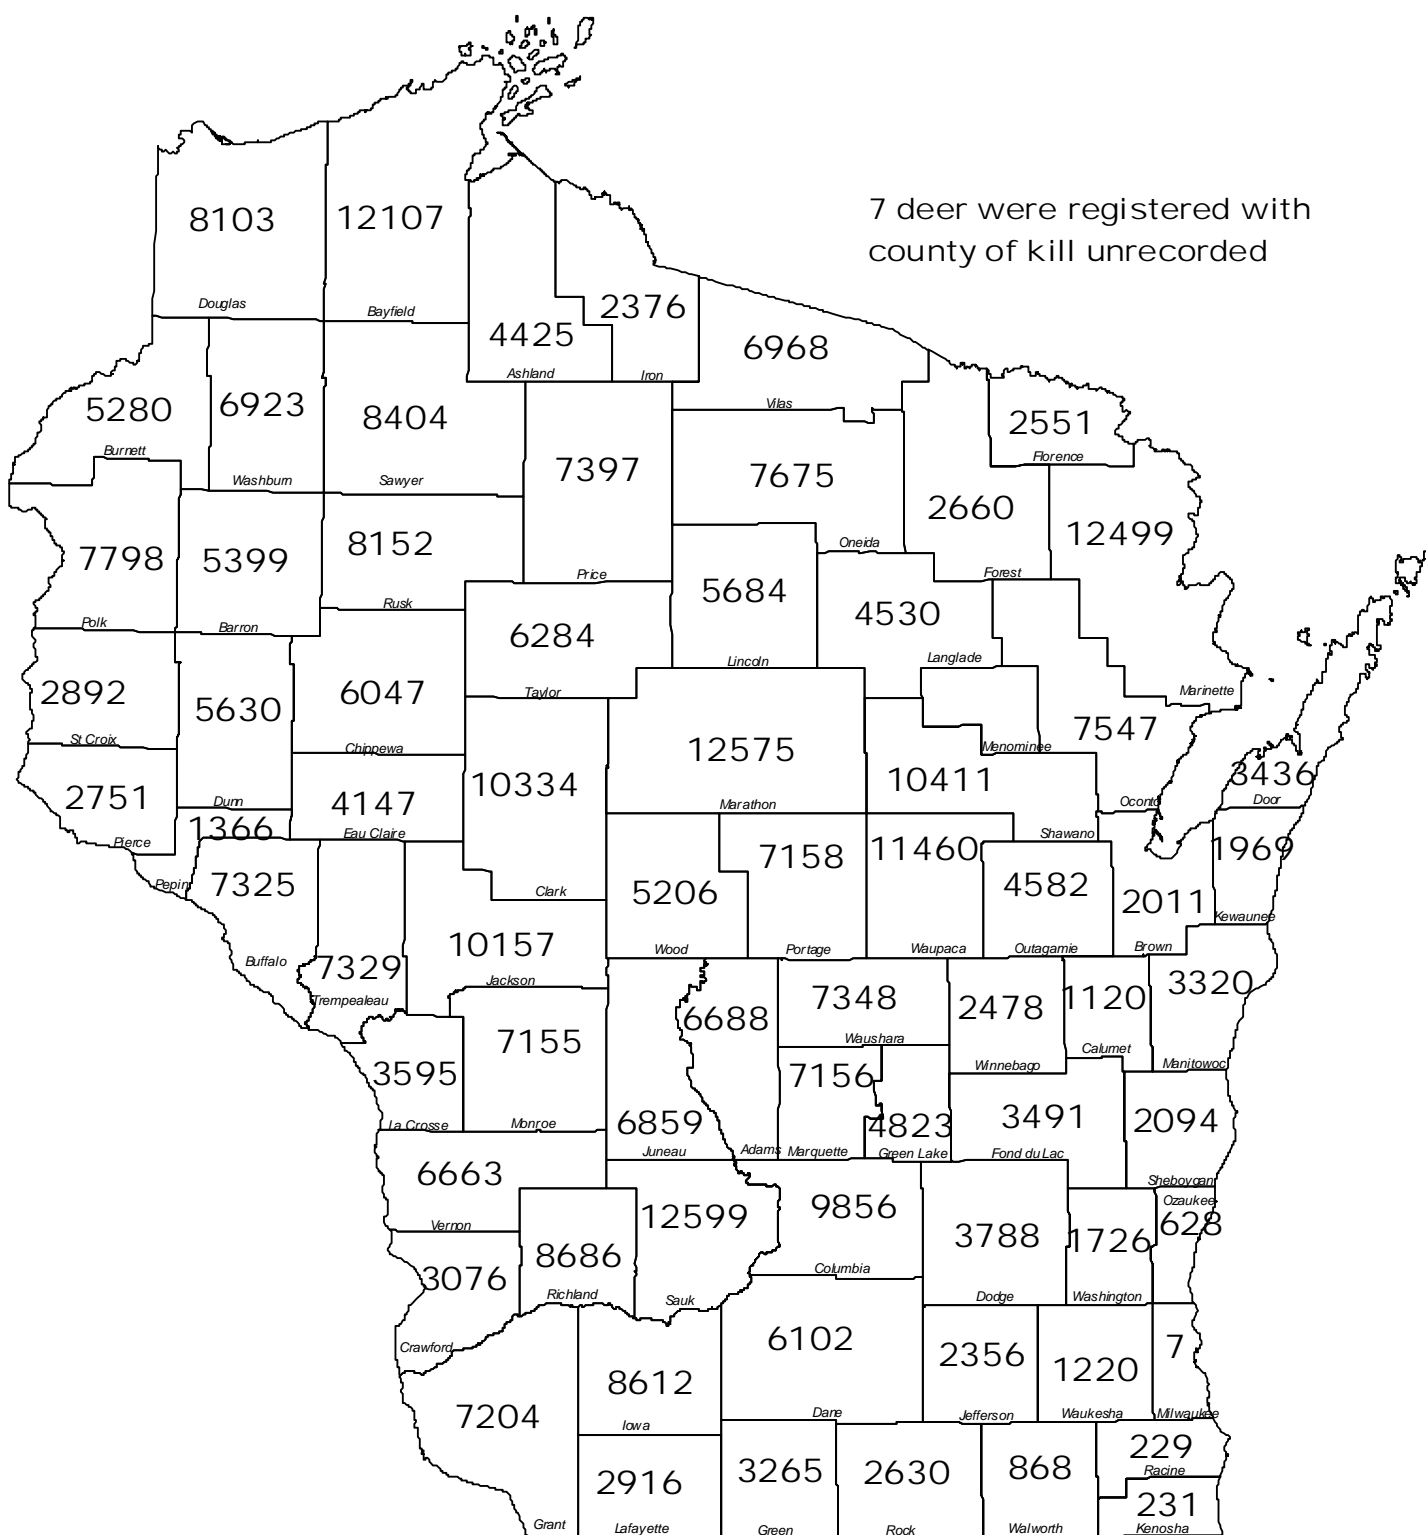 7 deer were registered with
county of kill unrecorded
8103
12107
Douglas
Bayfield
2376
4425
6968
Ashland
Iron
5280
6923
8404
Vilas
2551
Burnett
Washburn
Sawyer
7397
7675
2660
Florence
12499
7798
5399
8152
Oneida
Price
Forest
5684
4530
Polk
Barron
Rusk
6284
Lincoln
Langlade
2892
5630
6047
Taylor
Marinette
7547
St Croix
Chippewa
12575
Menominee
10334
10411
3436
2751
Dunn
4147
Marathon
Oconto
Door
1366
Eau Claire
Shawano
Pierce
7158
11460
1969
Pepin
7325
Clark
5206
4582
2011
Kewaunee
10157
Wood
Portage
Waupaca
Outagamie
Brown
Buffalo
7329
Jackson
3320
Trempealeau
6688
7348
2478
1120
7155
Waushara
Calumet
3595
7156
Winnebago
Manitowoc
La Crosse
Monroe
6859
4823
3491
2094
Juneau
Adams
Marquette
Green Lake
Fond du Lac
6663
Sheboygan
Ozaukee
Vernon
12599
9856
3788
1726
628
8686
3076
Columbia
Richland
Sauk
Dodge
Washington
Crawford
6102
2356
1220
7
8612
7204
Iowa
Dane
Jefferson
Waukesha
Milwaukee
229
2916
3265
2630
868
Racine
231
Grant
Lafayette
Green
Rock
Walworth
Kenosha